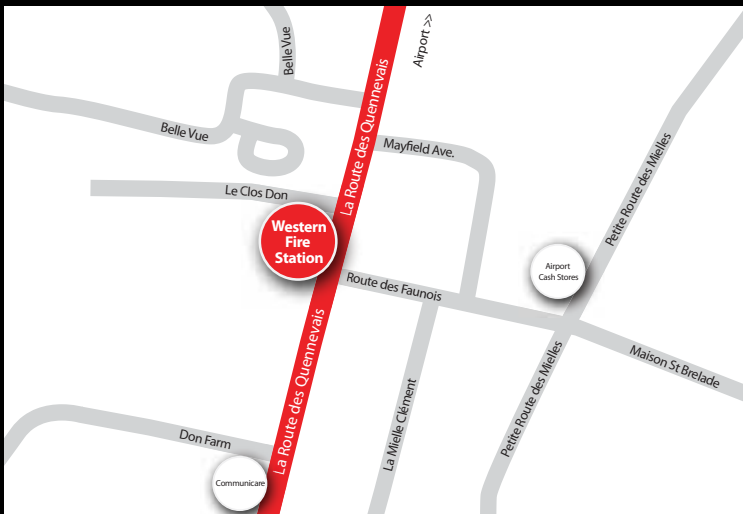 Airport >>
Belle Vue
La Route des Quennevais
Belle Vue
Mayfield Ave.
Petite Route des Mielles
Le Clos Don
Western
Fire
Station
Airport
Cash Stores
Route des Faunois
La Route des Quennevais
Maison St Brelade
La Mielle Clément
Petite Route des Mielles
Don Farm
Communicare